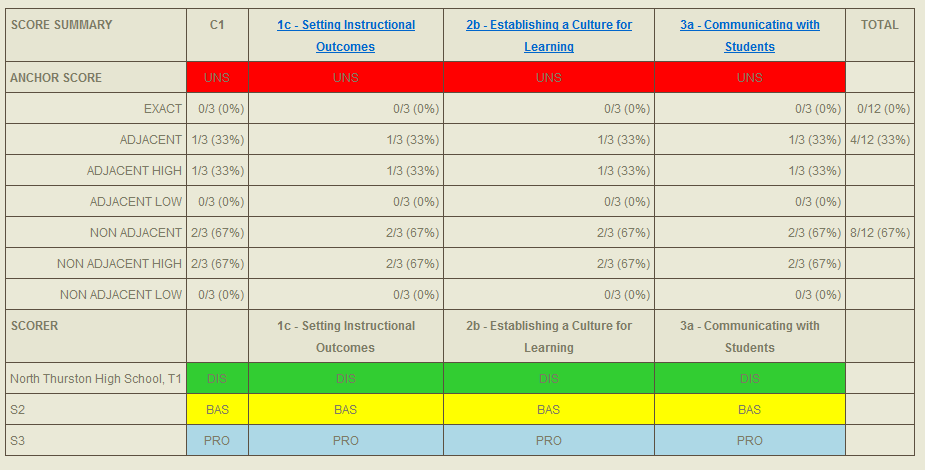 SCORE SUMMARY C1 1c - Setting Instructional Outcomes 2b - Establishing a Culture for Learning 3a - Communicating with Students TOTAL
ANCHOR SCORE UNS UNS UNS UNS
EXACT 0/3 (0%) 0/3 (0%) 0/3 (0%) 0/3 (0%) 0/12 (0%)
ADJACENT 1/3 (33%) 1/3 (33%) 1/3 (33%) 1/3 (33%) 4/12 (33%)
ADJACENT HIGH 1/3 (33%) 1/3 (33%) 1/3 (33%) 1/3 (33%)
ADJACENT LOW 0/3 (0%) 0/3 (0%) 0/3 (0%) 0/3 (0%)
NON ADJACENT 2/3 (67%) 2/3 (67%) 2/3 (67%) 2/3 (67%) 8/12 (67%)
NON ADJACENT HIGH 2/3 (67%) 2/3 (67%) 2/3 (67%) 2/3 (67%)
NON ADJACENT LOW 0/3 (0%) 0/3 (0%) 0/3 (0%) 0/3 (0%)
SCORER 1c - Setting Instructional Outcomes 2b - Establishing a Culture for Learning 3a - Communicating with Students
North Thurston High School, T1 DIS DIS DIS DIS
S2 BAS BAS BAS BAS
S3 PRO PRO PRO PRO